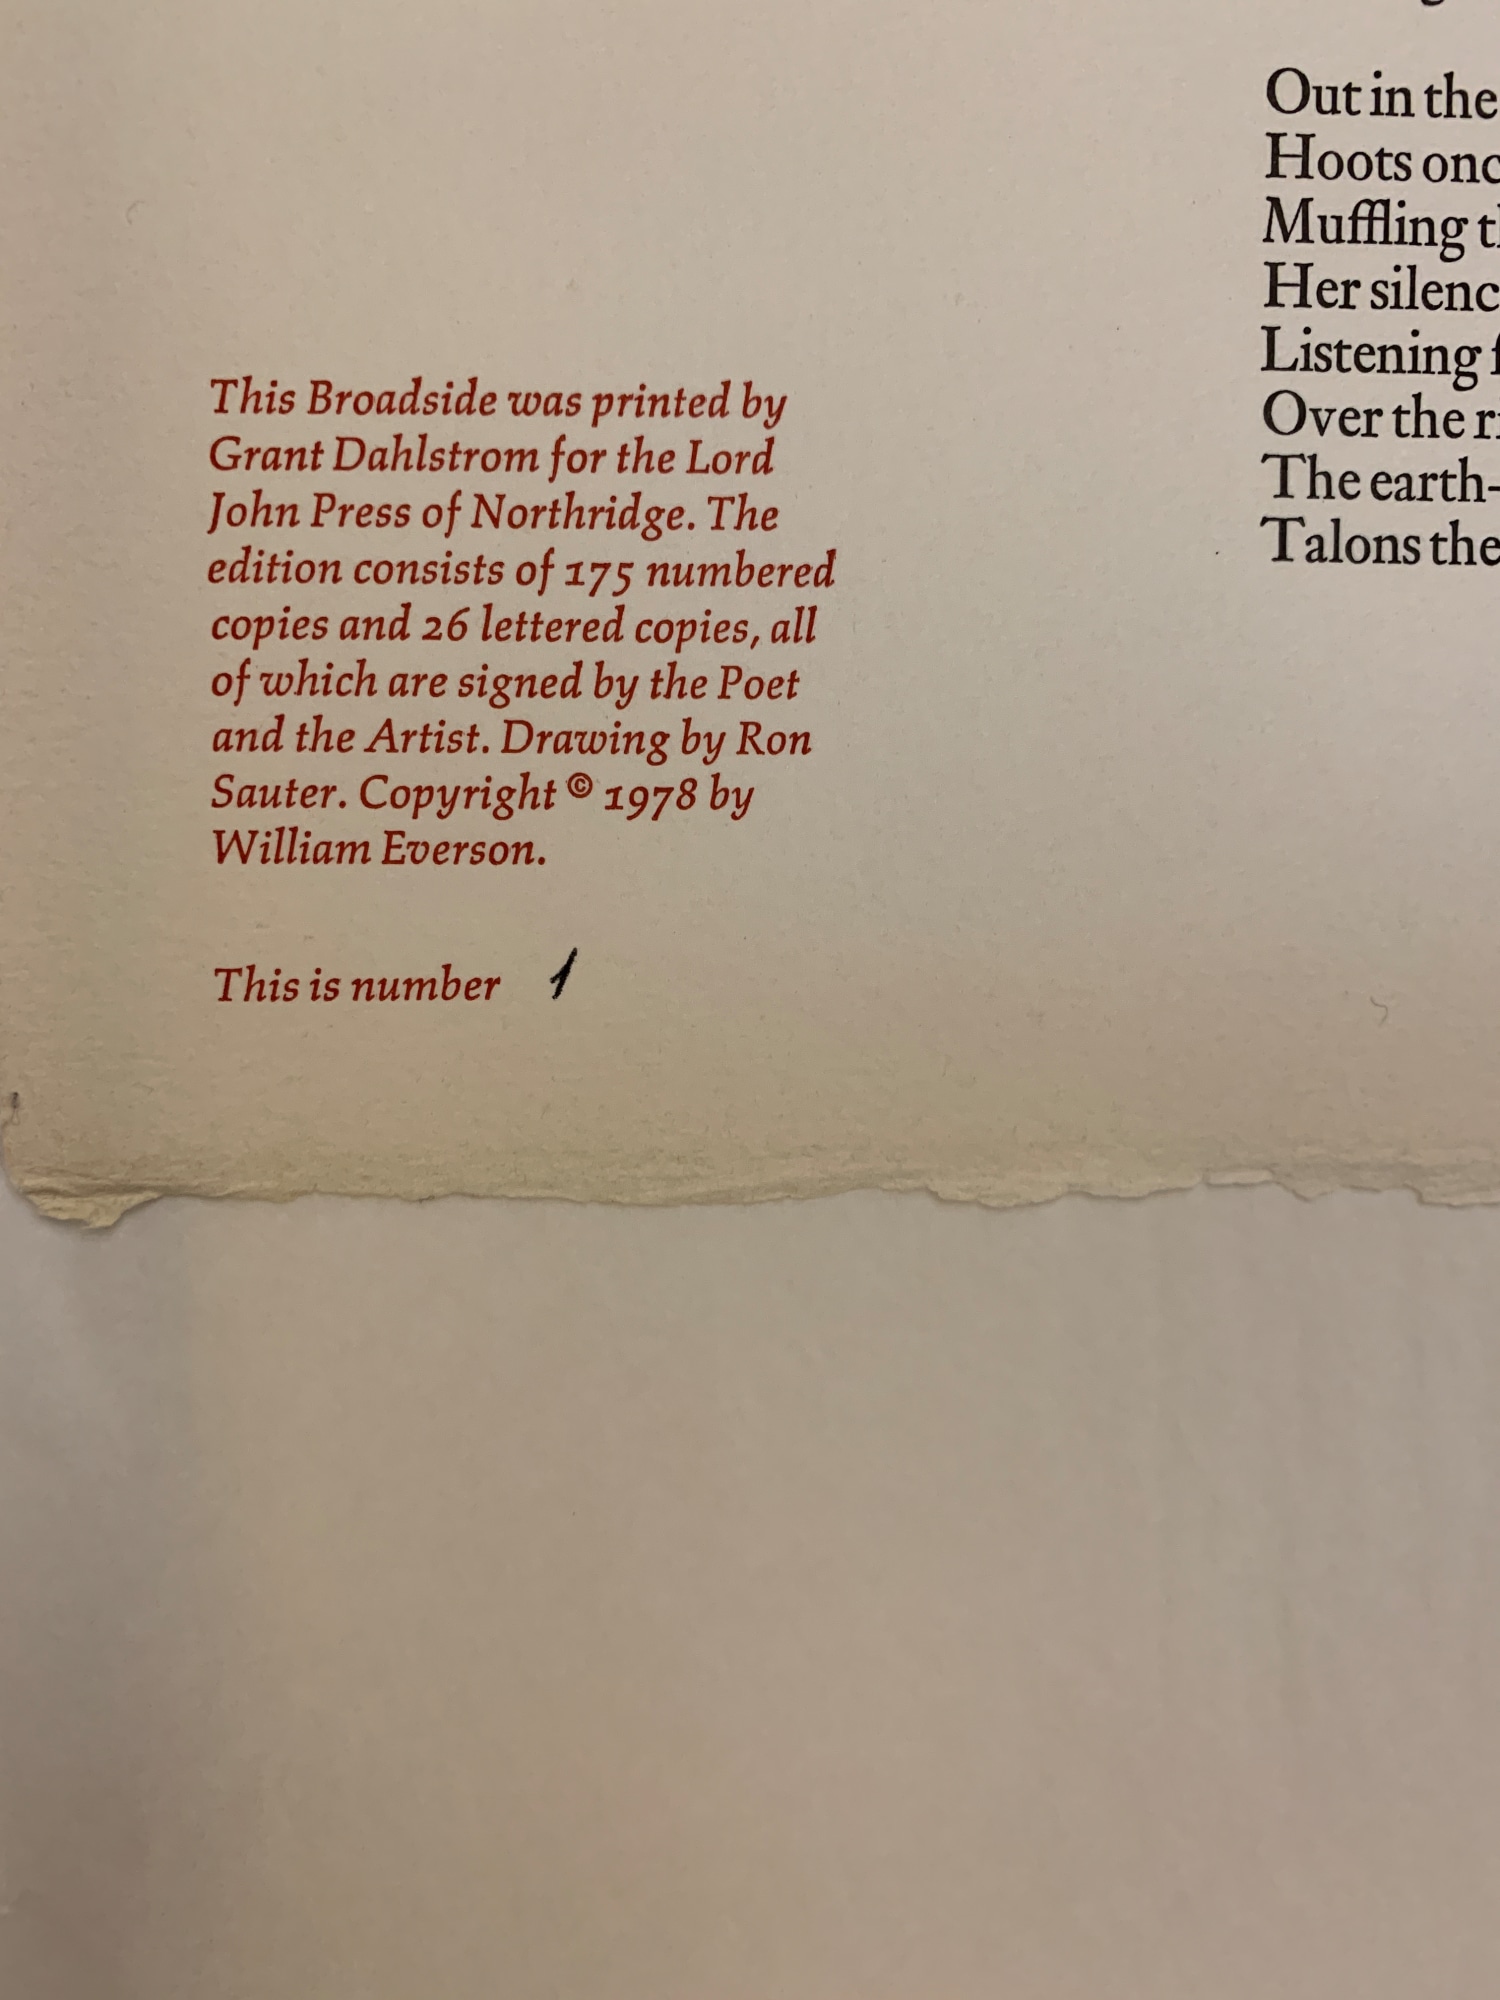 This Broadside was printed by
Grant Dahlstrom for the Lord
John Press of Northridge. The
edition consists of 175 numbered
copies and 26 lettered copies, all
of which are signed by the Poet
and the Artist. Drawing by Ron
Sauter. Copyright © 1978 by
William Everson.
This is number 1
Out in the
Hoots
Muffling
Her
Listening
Over the
The earth-
Talons the